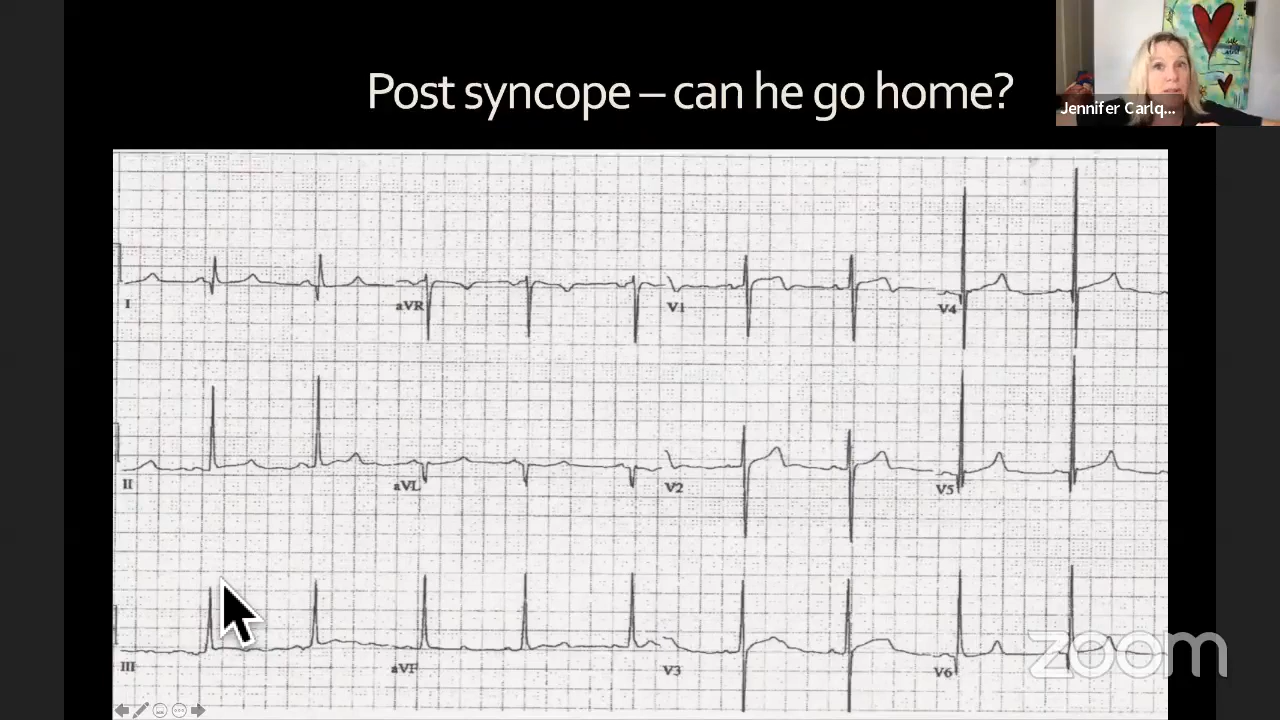 Post syncope – can he go home?
Jennifer Carlq...
I
aVR
V1
V4
II
aVL
V2
V5
III
aVF
V3
V6
zoom